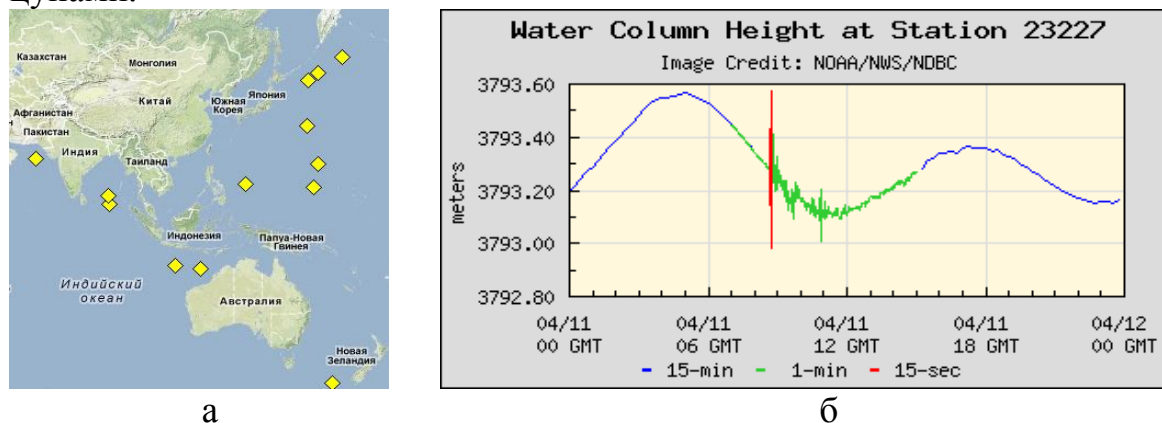 цунами.
Казахстан
Монголия
Китай
Южная
Корея
Япония
Афганистан
Пакистан
Индия
Таиланд
Индонезия
Папуа-Новая
Гвинея
Индийский
океан
Австралия
Новая
Зеландия
а
Water Column Height at Station 23227
Image Credit: NOAA/NWS/NDBC
3793.60
3793.40
3793.20
3793.00
3792.80
meters
04/11 04/11 04/11 04/11 04/12
00 GMT 06 GMT 12 GMT 18 GMT 00 GMT
15-min 1-min 15-sec
б